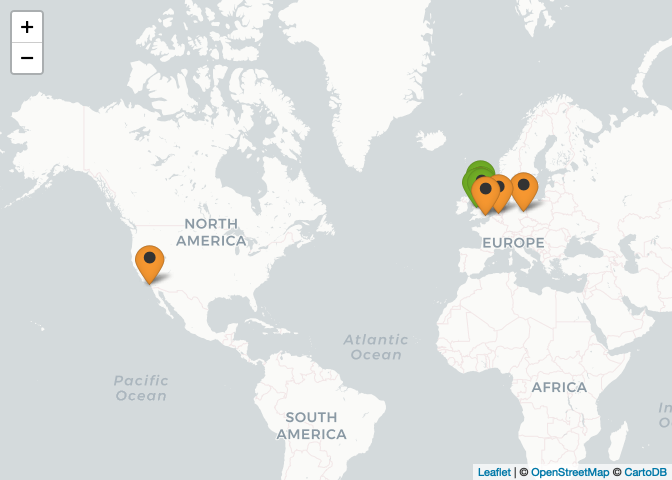 +
−
NORTH
AMERICA
EUROPE
Atlantic
Ocean
Pacific
Ocean
AFRICA
SOUTH
AMERICA
In
O
Leaflet | © OpenStreetMap © CartoDB